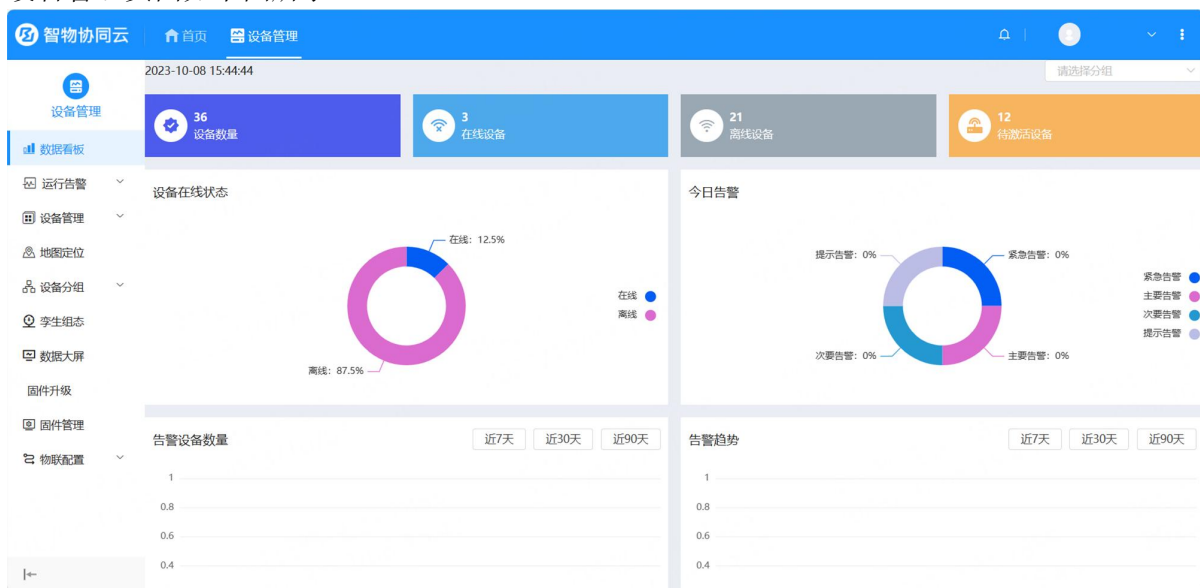 智物协同云 首页 设备管理
2023-10-08 15:44:44 请选择分组
设备管理
数据看板
运行告警
设备管理
地图定位
设备分组
孪生组态
数据大屏
固件升级
固件管理
物联配置
36
设备数量
3
在线设备
21
离线设备
12
待激活设备
设备在线状态
在线: 12.5%
离线: 87.5%
在线
离线
今日告警
提示告警: 0%
紧急告警: 0%
次要告警: 0%
主要告警: 0%
紧急告警
主要告警
次要告警
提示告警
告警设备数量 近7天 近30天 近90天
1
0.8
0.6
0.4
告警趋势 近7天 近30天 近90天
1
0.8
0.6
0.4